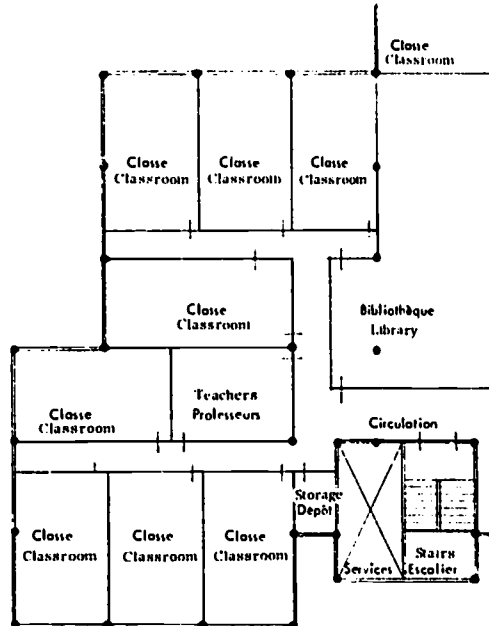 Classe
Classroom
Classe
Classroom
Classe
Classroom
Classe
Classroom
Classe
Classroom
Bibliothèque
Library
Teachers
Professeurs
Classe
Classroom
Circulation
Storage
Depôt
Classe
Classroom
Classe
Classroom
Classe
Classroom
Services
Stairs
Escalier